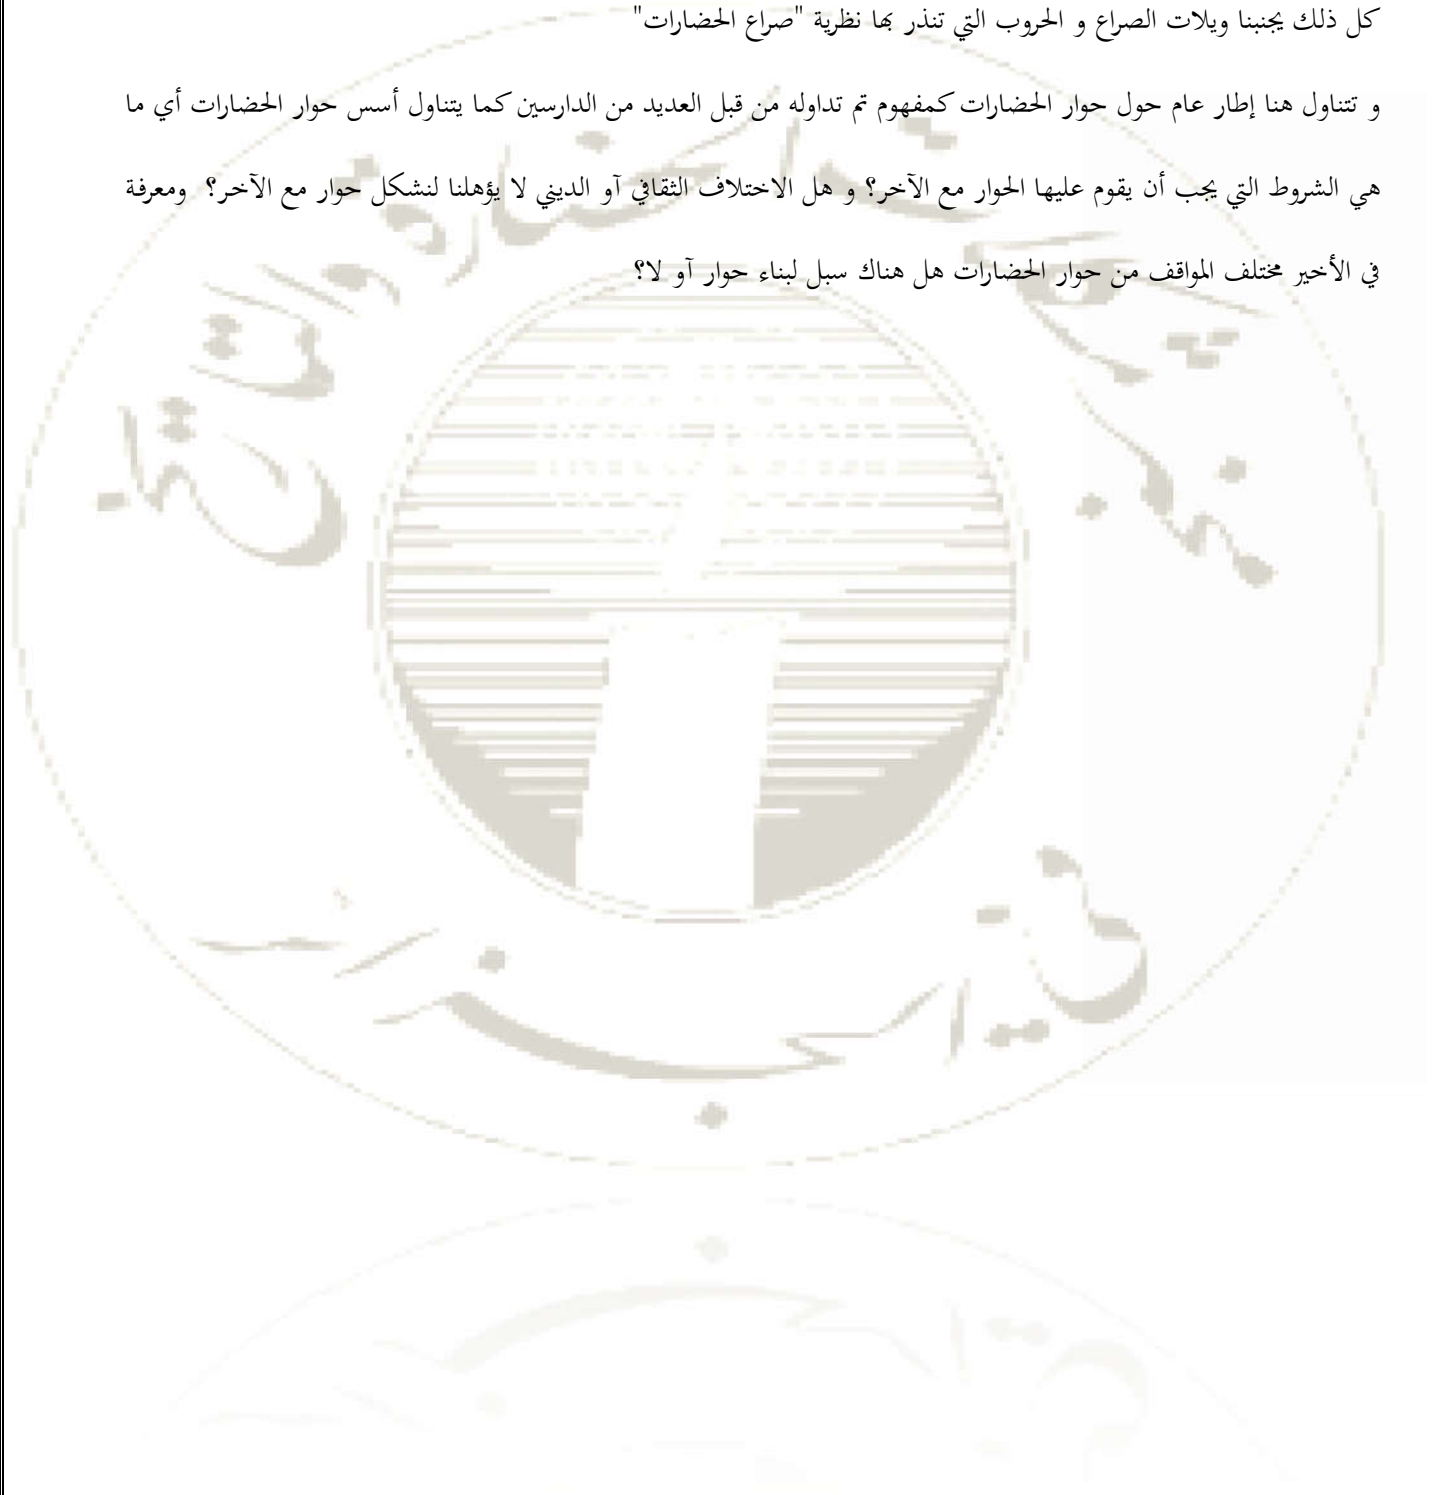 كل ذلك يجنبنا ويلات الصراع و الحروب التي تنذر بها نظرية "صراع الحضارات"
و تتناول هنا إطار عام حول حوار الحضارات كمفهوم تم تداوله من قبل العديد من الدارسين كما يتناول أسس حوار الحضارات أي ما
هي الشروط التي يجب أن يقوم عليها الحوار مع الآخر؟ و هل الاختلاف الثقافي آو الديني لا يؤهلنا لنشكل حوار مع الآخر؟ ومعرفة
في الأخير مختلف المواقف من حوار الحضارات هل هناك سبل لبناء حوار آو لا؟